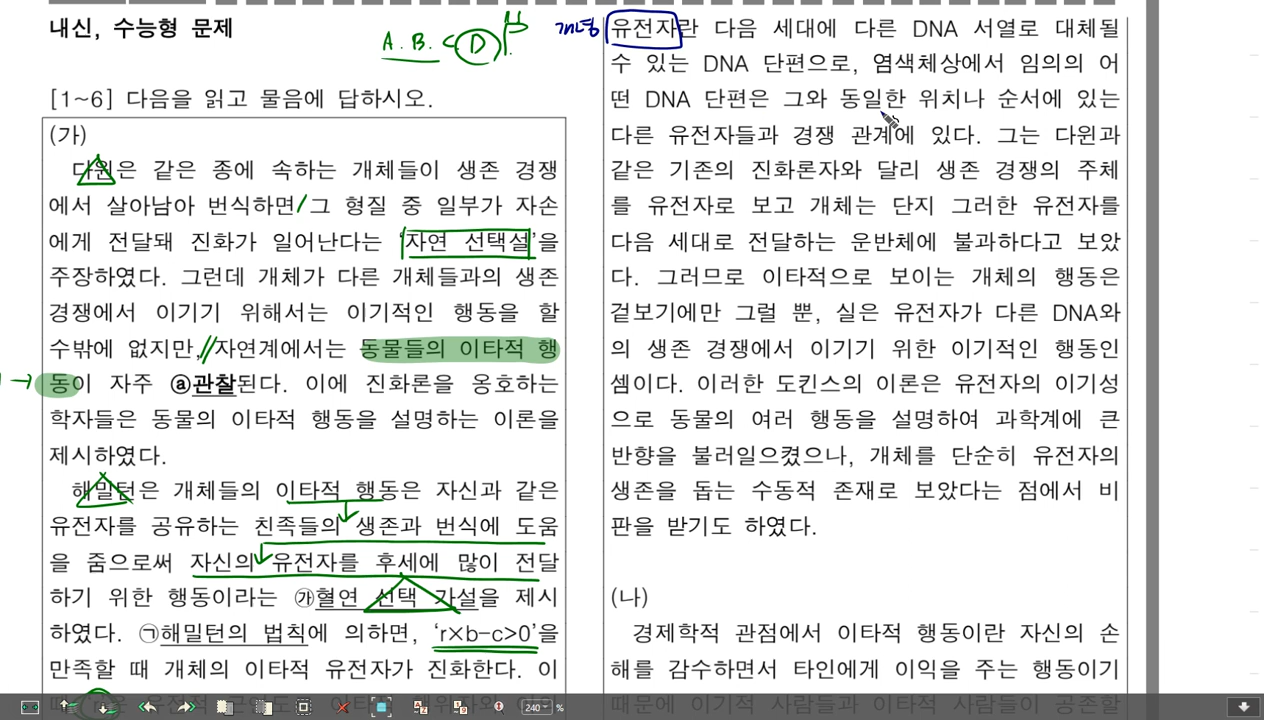 내신, 수능형 문제
A. B. C D
[1~6] 다음을 읽고 물음에 답하시오.
(가)
다윈은 같은 종에 속하는 개체들이 생존 경쟁
에서 살아남아 번식하면 그 형질 중 일부가 자손
에게 전달돼 진화가 일어난다는 '자연 선택설'을
주장하였다. 그런데 개체가 다른 개체들과의 생존
경쟁에서 이기기 위해서는 이기적인 행동을 할
수밖에 없지만, 자연계에서는 동물들의 이타적 행
동이 자주 ⓐ관찰된다. 이에 진화론을 옹호하는
학자들은 동물의 이타적 행동을 설명하는 이론을
제시하였다.
해밀턴은 개체들의 이타적 행동은 자신과 같은
유전자를 공유하는 친족들의 생존과 번식에 도움
을 줌으로써 자신의 유전자를 후세에 많이 전달
하기 위한 행동이라는 ㉮혈연 선택 가설을 제시
하였다. ㉠해밀턴의 법칙에 의하면, 'r×b-c>0'을
만족할 때 개체의 이타적 유전자가 진화한다. 이
개념
유전자란 다음 세대에 다른 DNA 서열로 대체될
수 있는 DNA 단편으로, 염색체상에서 임의의 어
떤 DNA 단편은 그와 동일한 위치나 순서에 있는
다른 유전자들과 경쟁 관계에 있다. 그는 다윈과
같은 기존의 진화론자와 달리 생존 경쟁의 주체
를 유전자로 보고 개체는 단지 그러한 유전자를
다음 세대로 전달하는 운반체에 불과하다고 보았
다. 그러므로 이타적으로 보이는 개체의 행동은
겉보기에만 그럴 뿐, 실은 유전자가 다른 DNA와
의 생존 경쟁에서 이기기 위한 이기적인 행동인
셈이다. 이러한 도킨스의 이론은 유전자의 이기성
으로 동물의 여러 행동을 설명하여 과학계에 큰
반향을 불러일으켰으나, 개체를 단순히 유전자의
생존을 돕는 수동적 존재로 보았다는 점에서 비
판을 받기도 하였다.
(나)
경제학적 관점에서 이타적 행동이란 자신의 손
해를 감수하면서 타인에게 이익을 주는 행동이기
때문에 이기적 사람들과 이타적 사람들이 공존할
240 %